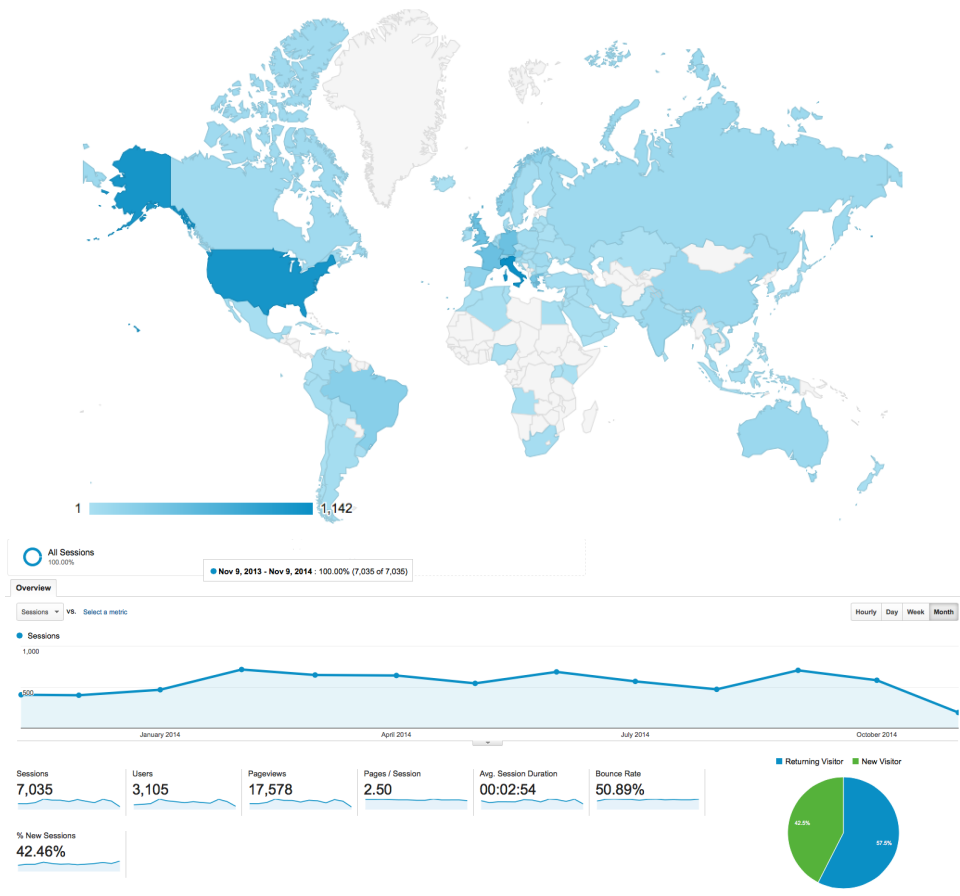 1 1,142
All Sessions
100.00%
Nov 9, 2013 - Nov 9, 2014 : 100.00% (7,035 of 7,035)
Overview
Sessions VS. Select a metric
Hourly Day Week Month
Sessions
1,000
500
January 2014 April 2014 July 2014 October 2014
Returning Visitor New Visitor
Sessions Users Pageviews Pages / Session Avg. Session Duration Bounce Rate
7,035 3,105 17,578 2.50 00:02:54 50.89%
42.5%
57.5%
% New Sessions
42.46%